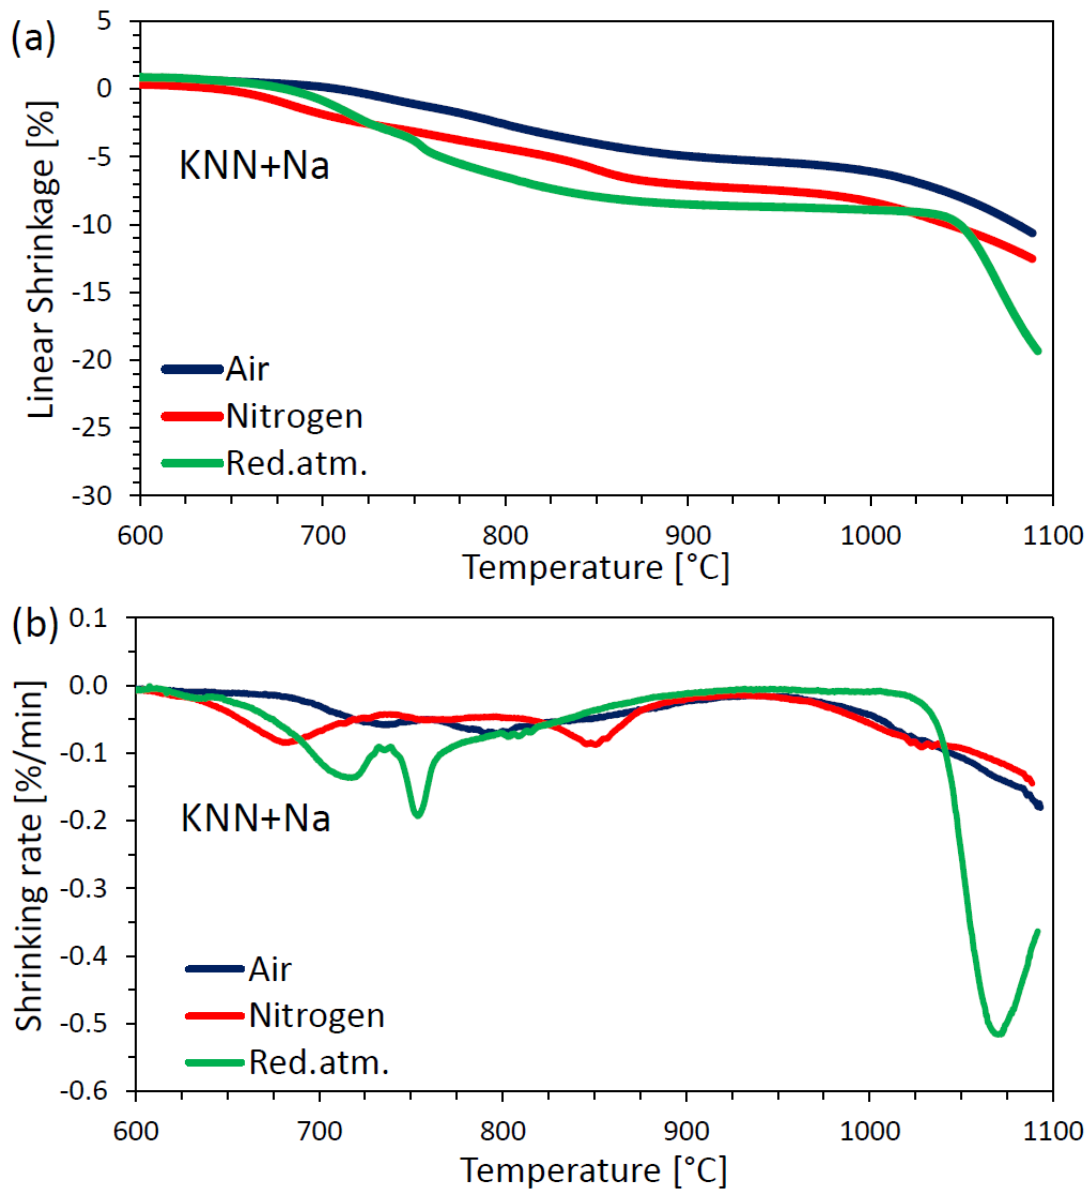 (a)
5
0
-5
-10
-15
-20
-25
-30
Linear Shrinkage [%]
KNN+Na
Air
Nitrogen
Red.atm.
600 700 800 900 1000 1100
Temperature [°C]
(b)
0.1
0.0
-0.1
-0.2
-0.3
-0.4
-0.5
-0.6
Shrinking rate [%/min]
KNN+Na
Air
Nitrogen
Red.atm.
600 700 800 900 1000 1100
Temperature [°C]